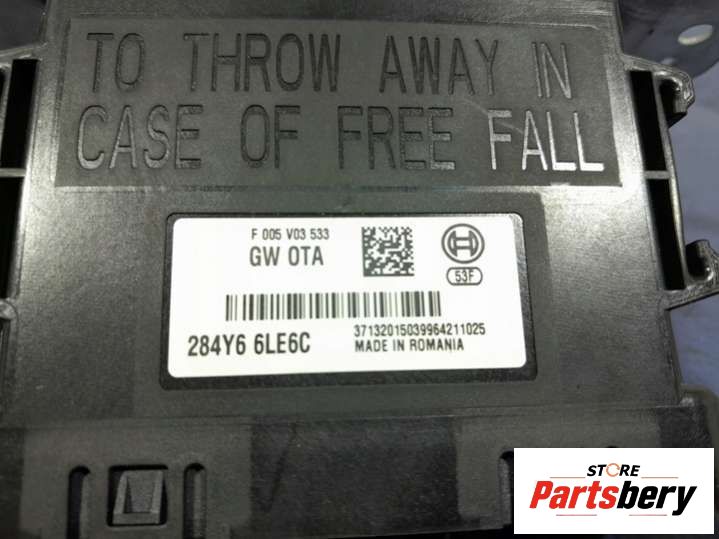 TO THROW AWAY IN
CASE OF FREE FALL
F 005 V03 533
GW OTA
53F
284Y6 6LE6C
37132015039964211025
MADE IN ROMANIA
STORE
Partsbery